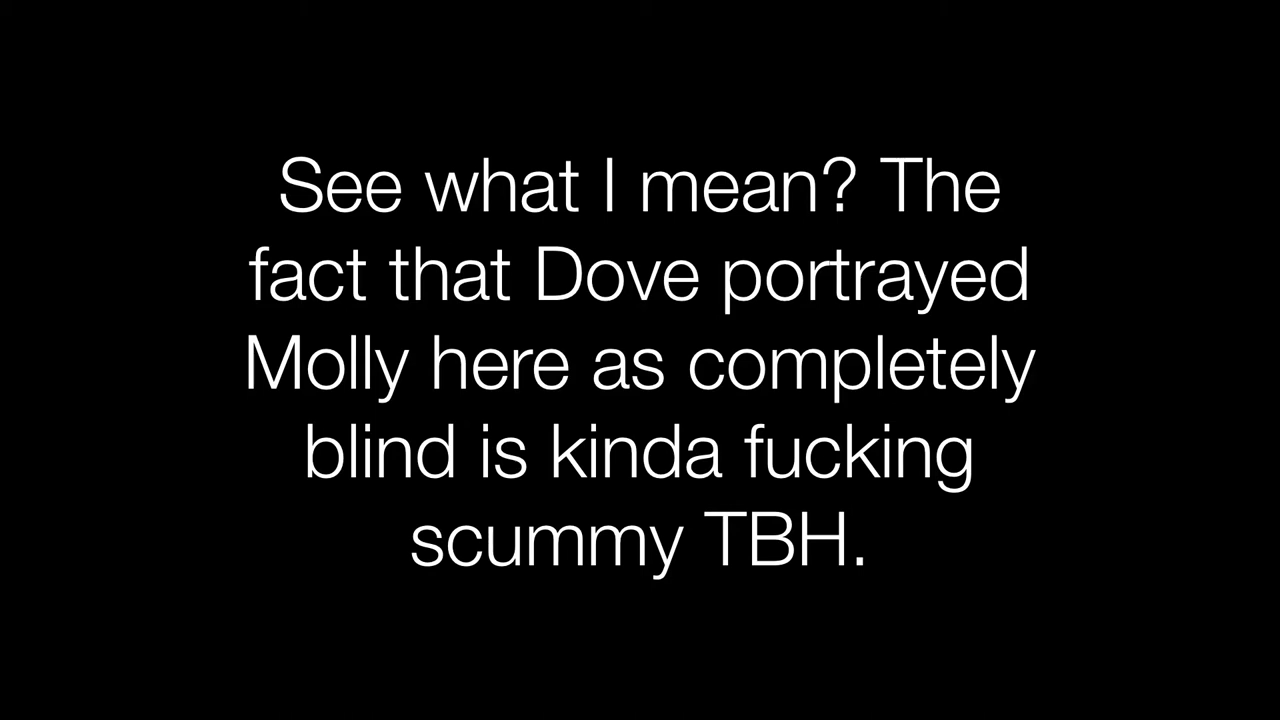 See what I mean? The
fact that Dove portrayed
Molly here as completely
blind is kinda fucking
scummy TBH.